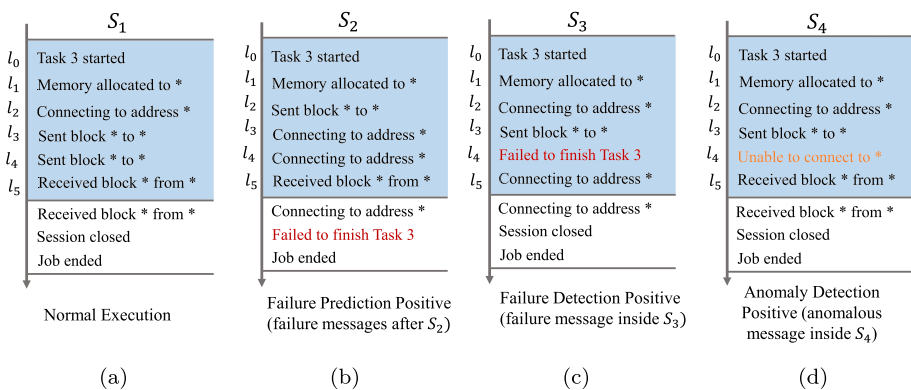 S1
l0 Task 3 started
l1 Memory allocated to *
l2 Connecting to address *
l3 Sent block * to *
l4 Sent block * to *
l5 Received block * from *
Received block * from *
Session closed
Job ended
Normal Execution
(a)
S2
l0 Task 3 started
l1 Memory allocated to *
l2 Sent block * to *
l3 Connecting to address *
l4 Connecting to address *
l5 Received block * from *
Connecting to address *
Failed to finish Task 3
Job ended
Failure Prediction Positive
(failure messages after S2)
(b)
S3
l0 Task 3 started
l1 Memory allocated to *
l2 Connecting to address *
l3 Sent block * to *
l4 Failed to finish Task 3
l5 Connecting to address *
Connecting to address *
Session closed
Job ended
Failure Detection Positive
(failure message inside S3)
(c)
S4
l0 Task 3 started
l1 Memory allocated to *
l2 Connecting to address *
l3 Sent block * to *
l4 Unable to connect to *
l5 Received block * from *
Received block * from *
Session closed
Job ended
Anomaly Detection
Positive (anomalous
message inside S4)
(d)